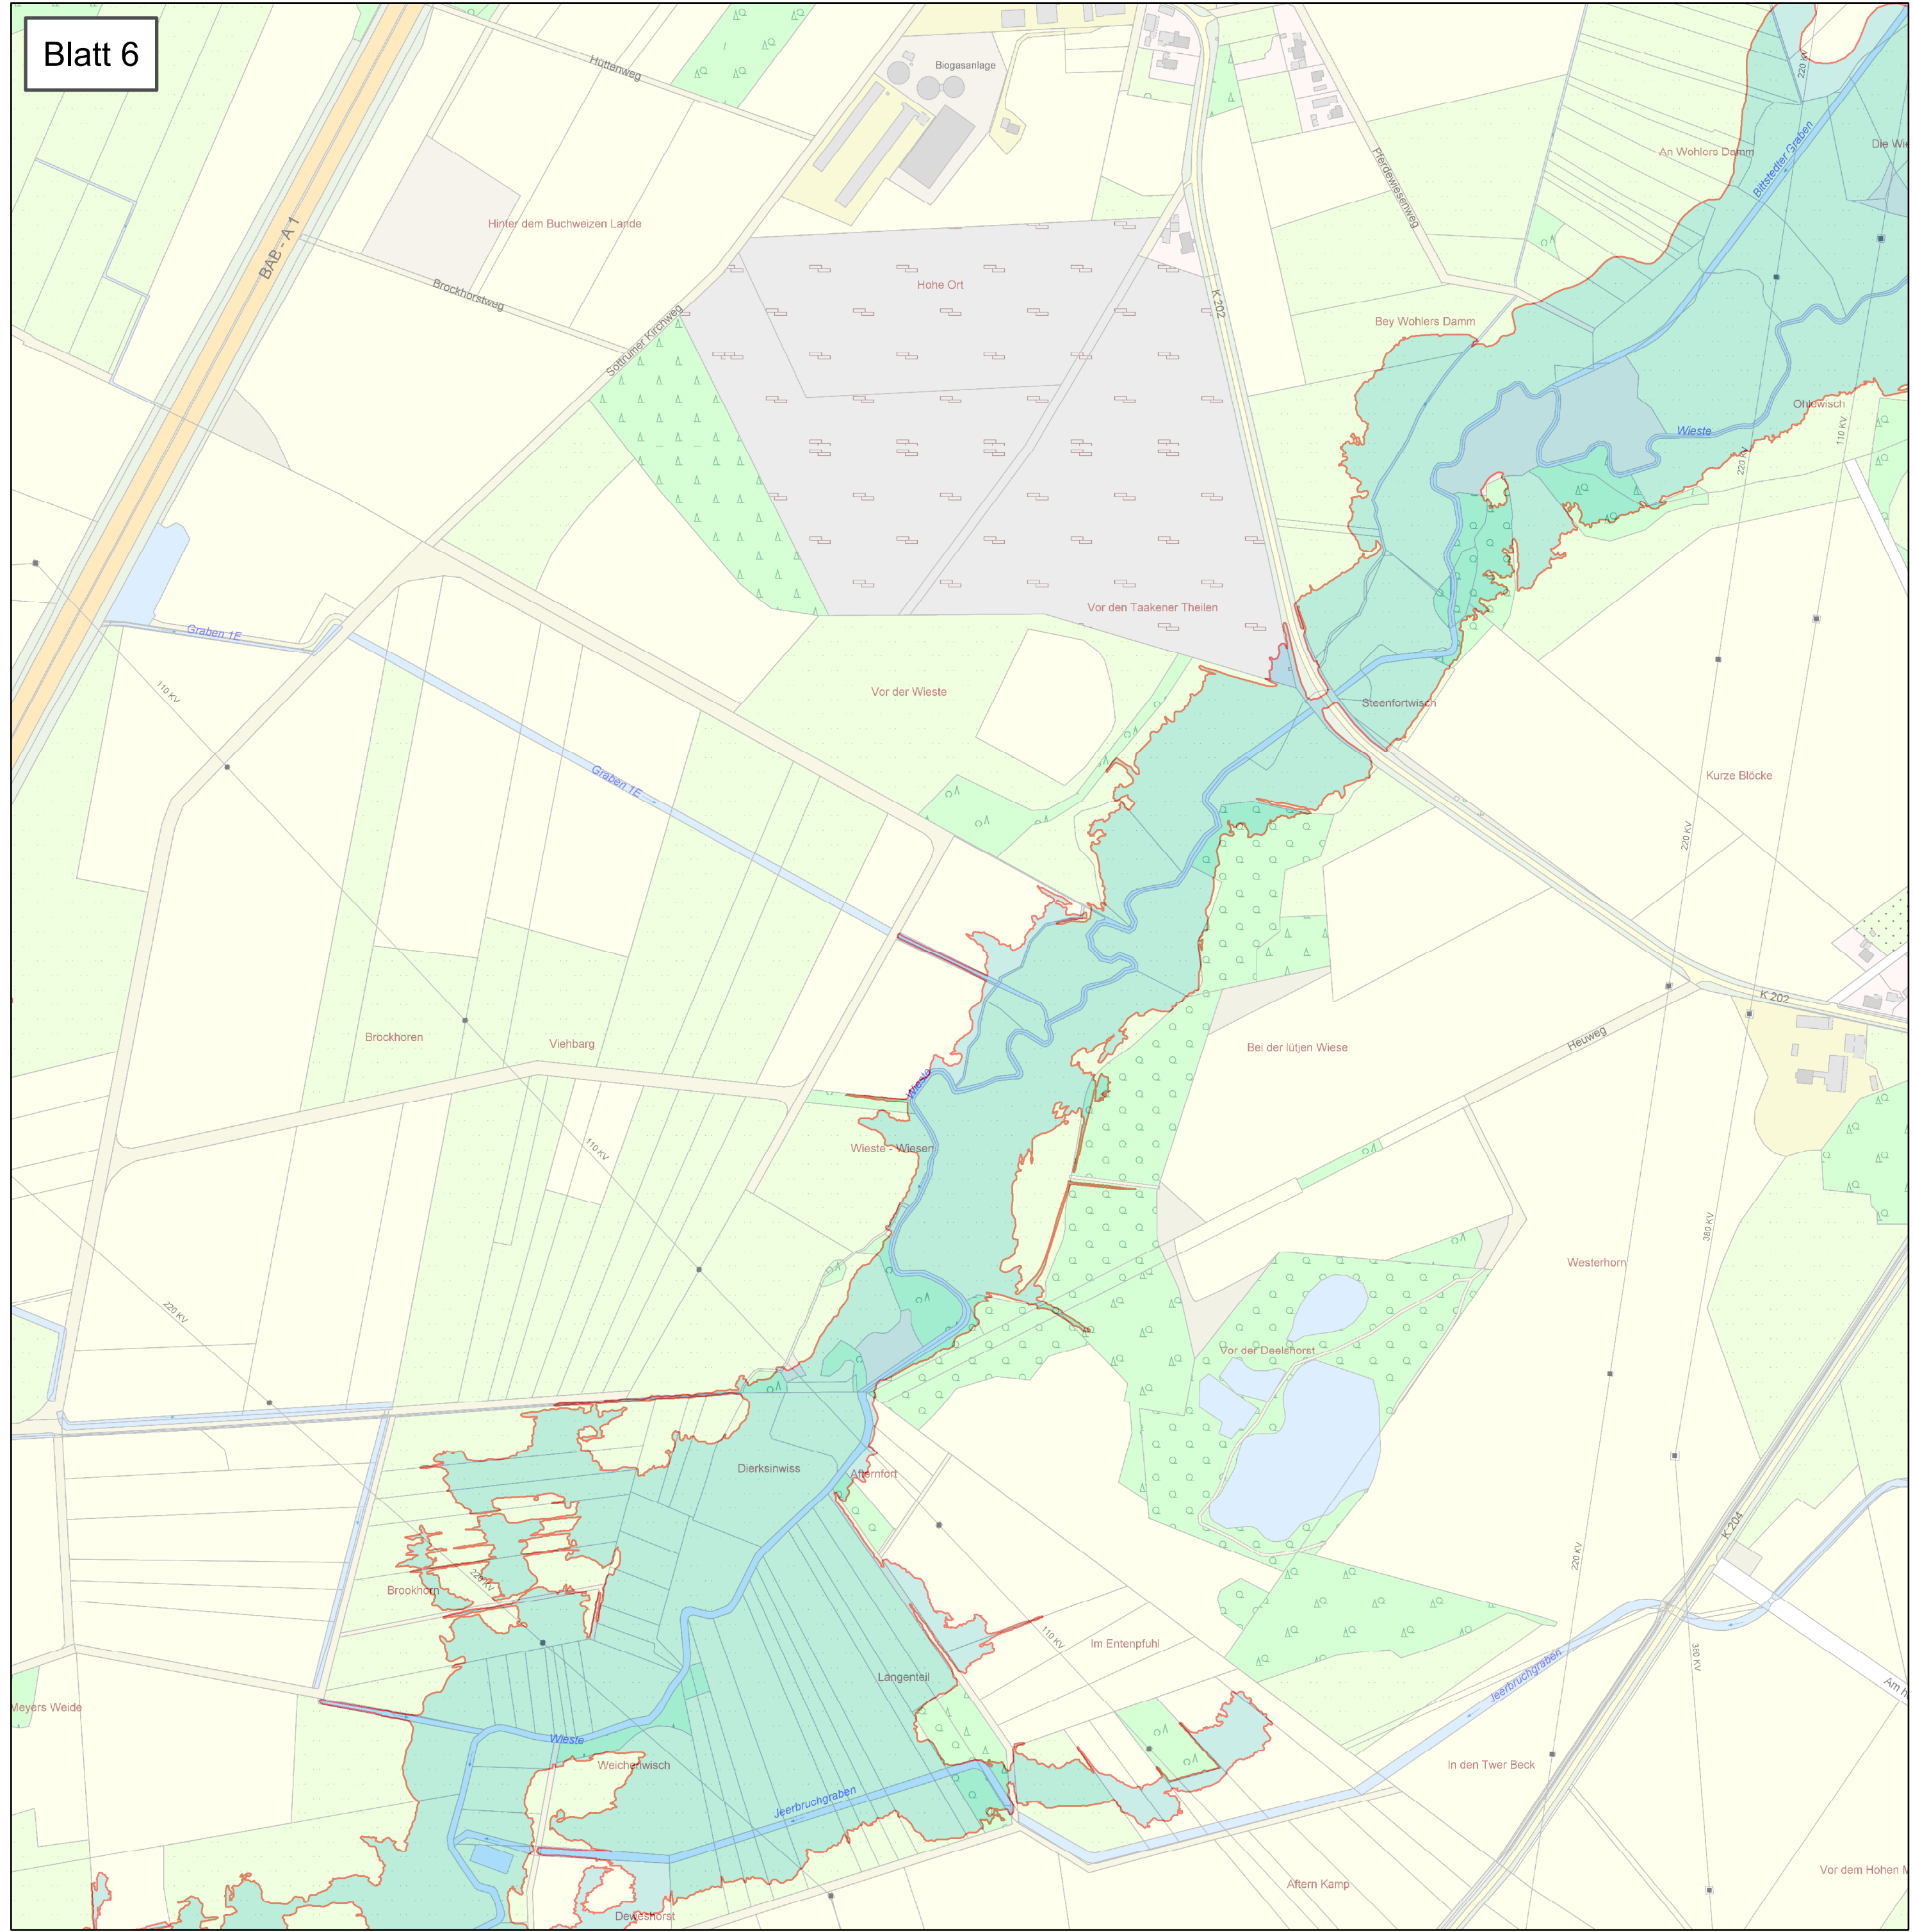 Blatt 6
Hüttenweg
Biogasanlage
220 KV
Bittstedter Graben
An Wohlers Damm
Pferdewiesenweg
BAB - A 1
Hinter dem Buchweizen Lande
Brockhorstweg
Hohe Ort
K 202
Bey Wohlers Damm
Sottrumer Kirchweg
Ohlewisch
Wieste
110 KV
220 KV
Vor den Taakener Theilen
Graben 1E
110 KV
Vor der Wieste
Steenfortwisch
Kurze Blöcke
Graben 1E
220 KV
K 202
Heuweg
Brockhoren
Viehbarg
Bei der lütjen Wiese
Wieste
110 KV
Wieste - Wiesen
380 KV
Westerhorn
220 KV
Vor der Deelshorst
Dierksinwiss
Afternfort
K 204
220 KV
Brookhorn
220 KV
110 KV
Im Entenpfuhl
380 KV
Langenteil
Jeerbruchgraben
Meyers Weide
Wieste
Weichenwisch
In den Twer Beck
Jeerbruchgraben
Vor dem Hohen
Aftern Kamp
Deweshorst